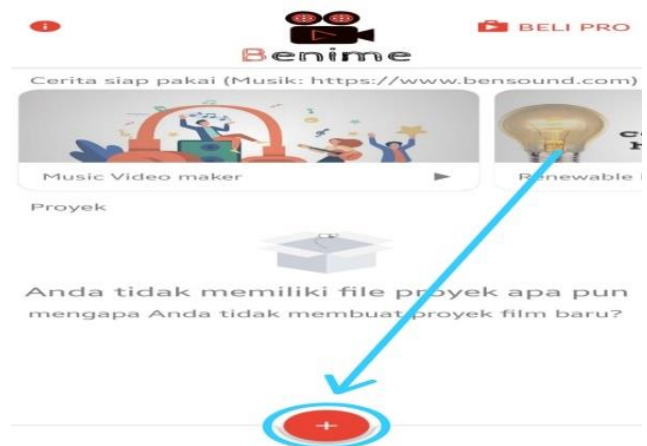 BELI PRO
Benime
Cerita siap pakai (Musik: https://www.bensound.com)
Music Video maker
Renewable
Proyek
Anda tidak memiliki file proyek apa pun
mengapa Anda tidak membuat proyek film baru?